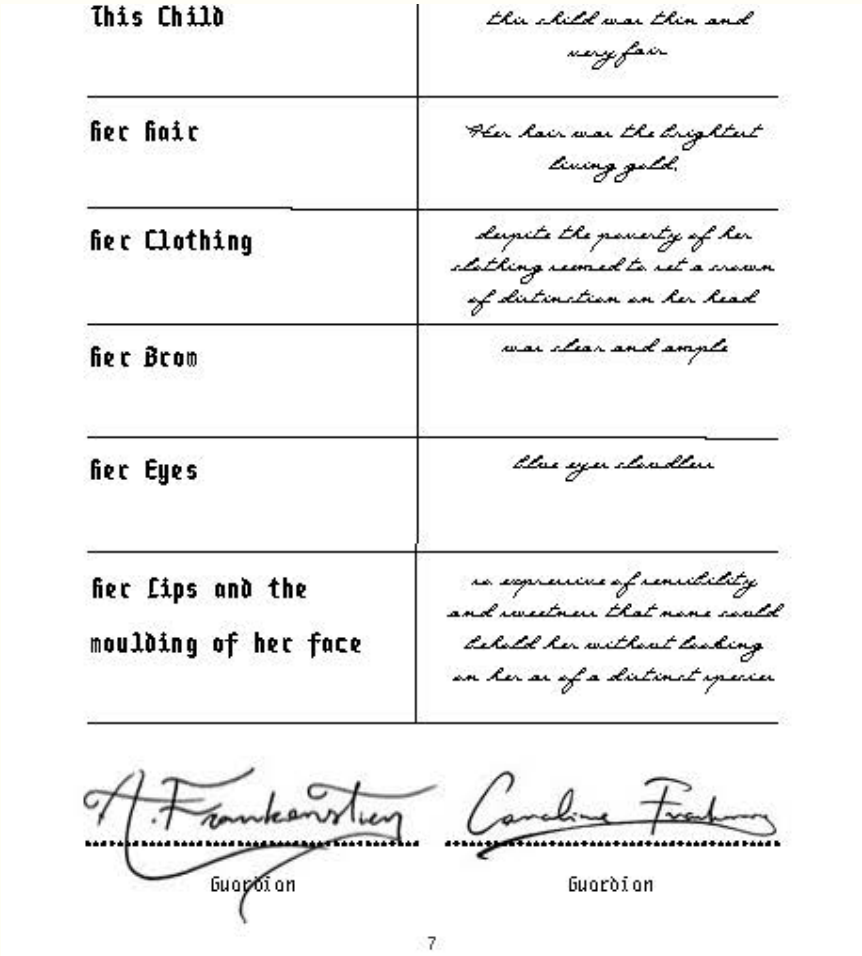 This Child
this child was thin and
very fair
Her Hair
Her hair was the brightest
living gold,
Her Clothing
despite the poverty of her
clothing seemed to set a crown
of distinction on her head
Her Brow
was clear and ample
Her Eyes
blue eyes cloudless
Her Lips and the
moulding of her face
so expressive of sensibility
and sweetness that none could
behold her without looking
on her as of a distinct species
A. Frankenstien
Caroline
Guardian
Guardian
7